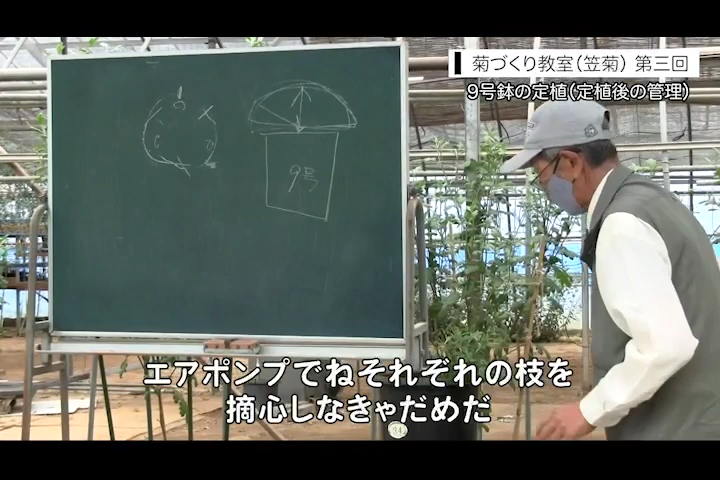 菊づくり教室(笠菊) 第三回
9号鉢の定植(定植後の管理)
9号
エアポンプでねそれぞれの枝を
摘心しなきゃだめだ